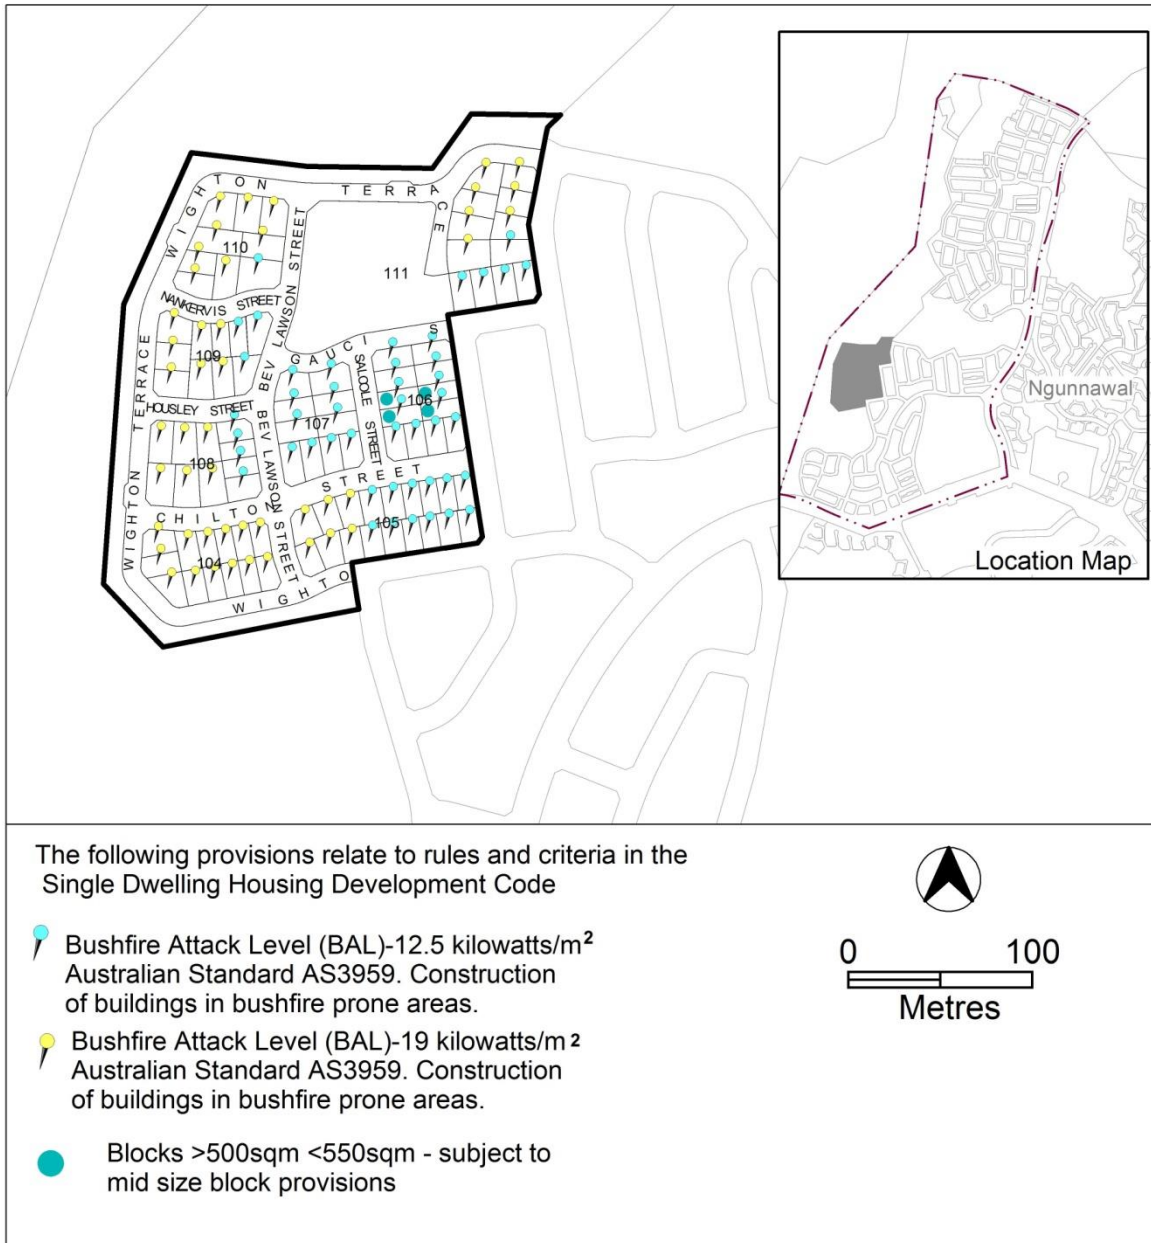 WIGHTON TERRACE
110
BEV LAWSON STREET
111
NANKERVIS STREET
109
WIGHTON TERRACE
GAUCI S
HOUSLEY STREET
SALOOLE STREET
106
107
108
BEV LAWSON STREET
STREET
CHILTON
105
104
WIGHTO
Ngunnawal
Location Map
The following provisions relate to rules and criteria in the
Single Dwelling Housing Development Code
Bushfire Attack Level (BAL)-12.5 kilowatts/m²
Australian Standard AS3959. Construction
of buildings in bushfire prone areas.
Bushfire Attack Level (BAL)-19 kilowatts/m²
Australian Standard AS3959. Construction
of buildings in bushfire prone areas.
Blocks >500sqm <550sqm - subject to
mid size block provisions
0 100
Metres